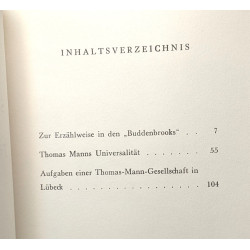 INHALTSVERZEICHNIS
Zur Erzählweise in den „Buddenbrooks“ . . 7
Thomas Manns Universalität . . . . . . 55
Aufgaben einer Thomas-Mann-Gesellschaft in
Lübeck . . . . . . . . . . . . 104